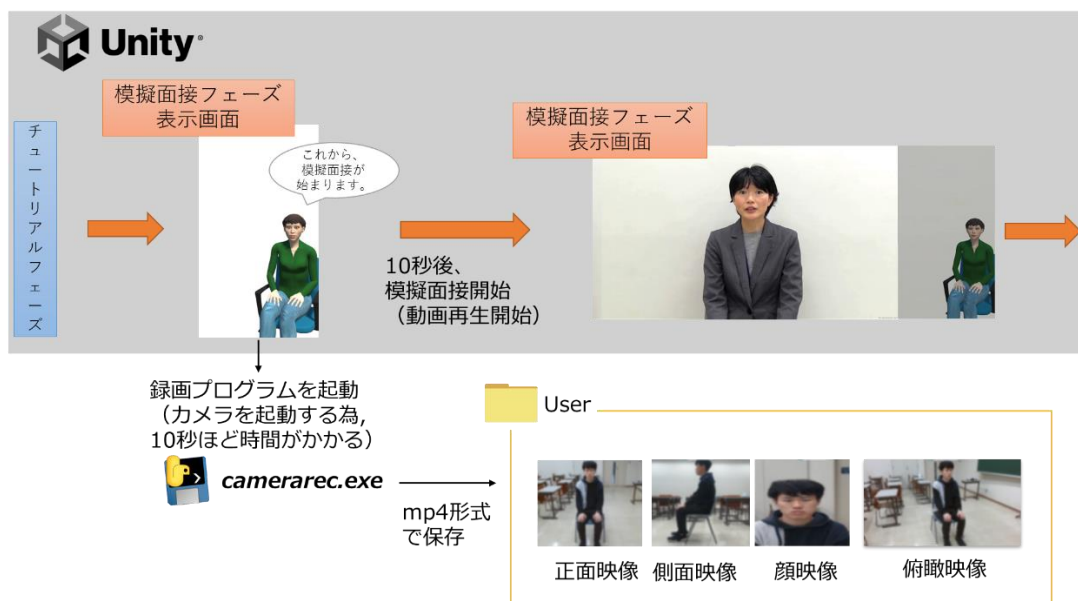 Unity
模擬面接フェーズ
表示画面
チュートリアルフェーズ
これから、
模擬面接が
始まります。
10秒後、
模擬面接開始
（動画再生開始）
模擬面接フェーズ
表示画面
録画プログラムを起動
（カメラを起動する為,
10秒ほど時間がかかる）
camerarec.exe
mp4形式
で保存
User
正面映像
側面映像
顔映像
俯瞰映像